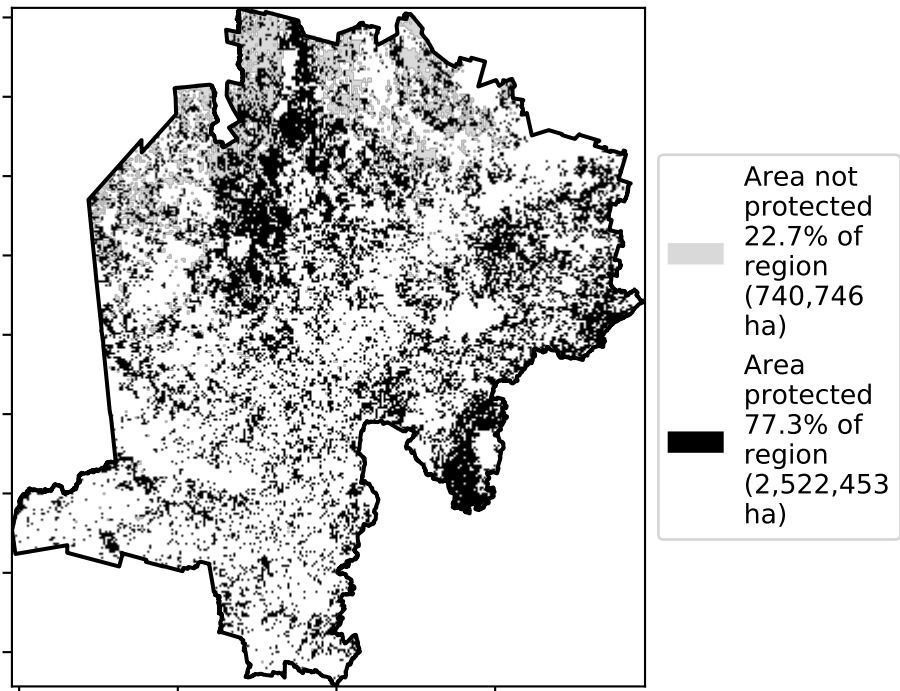 Area not
protected
22.7% of
region
(740,746
ha)
Area
protected
77.3% of
region
(2,522,453
ha)